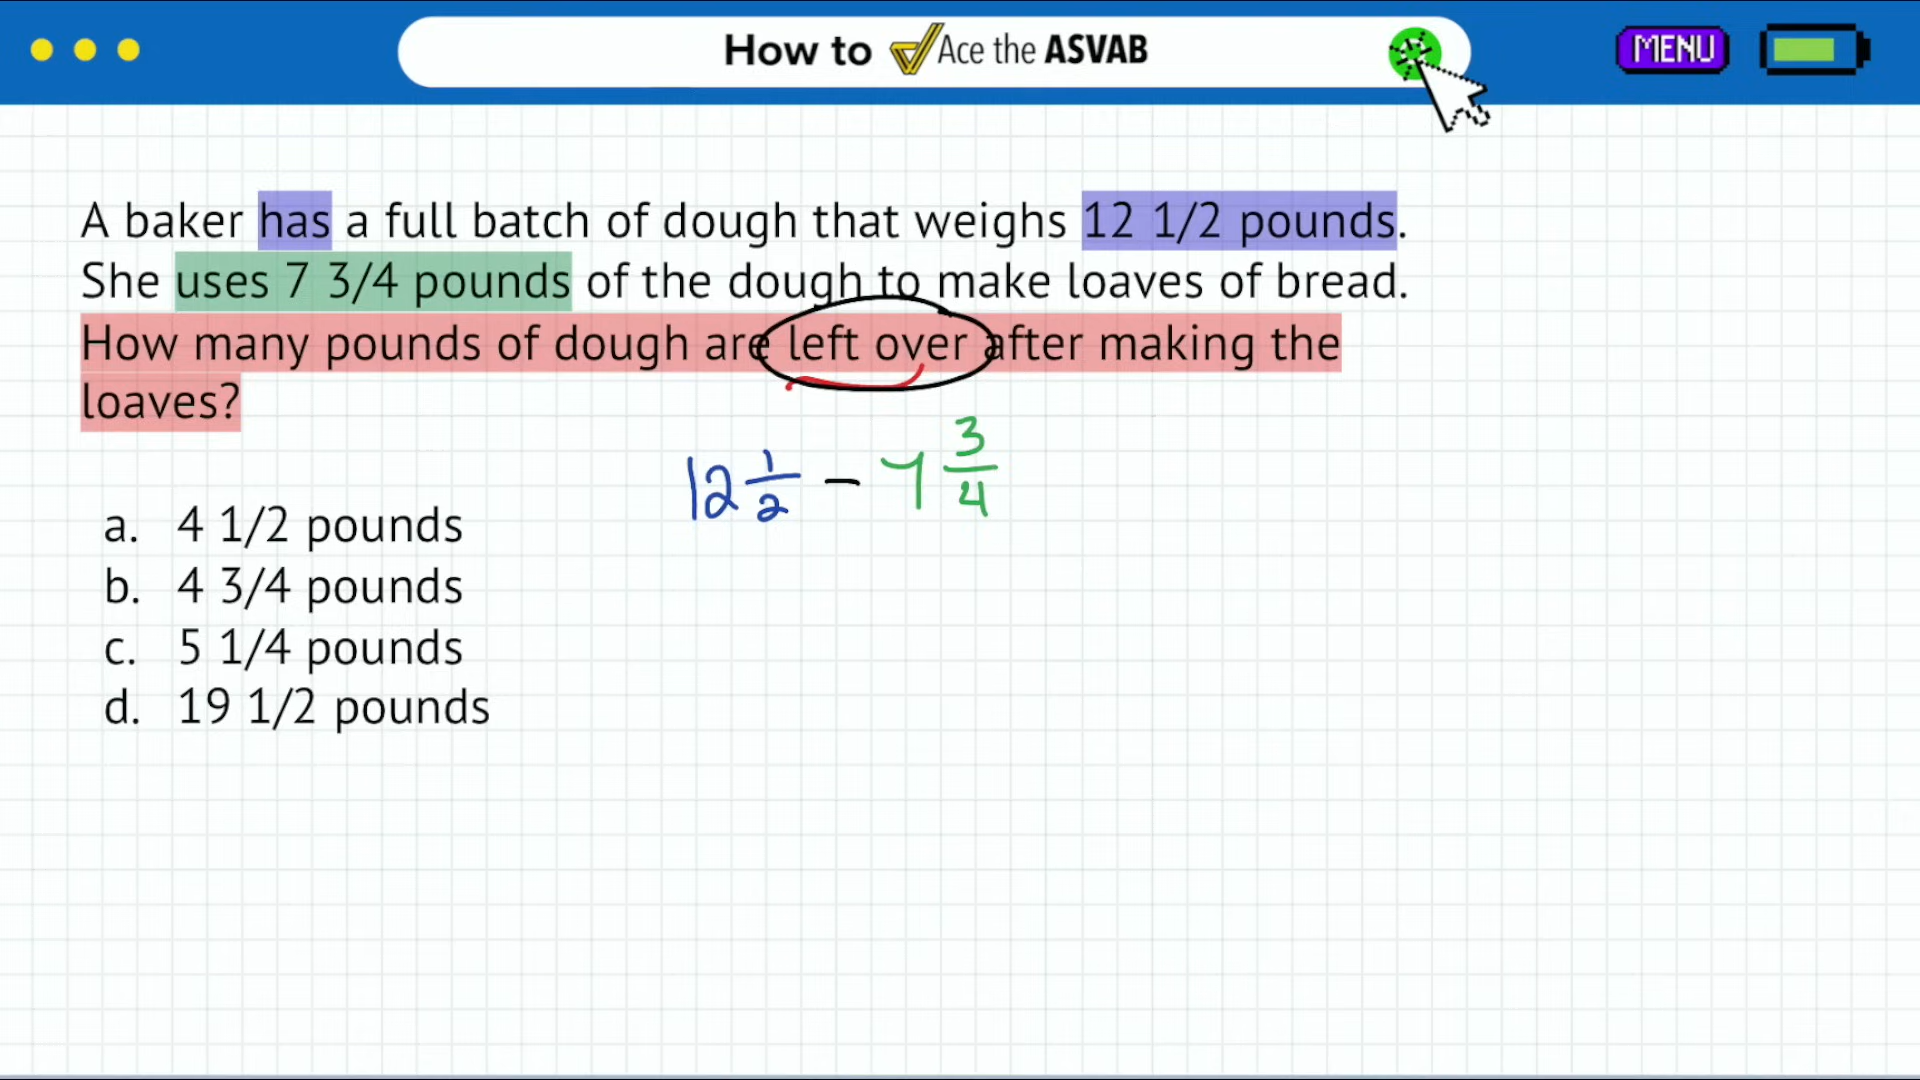 How to Ace the ASVAB
MENU
A baker has a full batch of dough that weighs 12 1/2 pounds.
She uses 7 3/4 pounds of the dough to make loaves of bread.
How many pounds of dough are left over after making the
loaves?
12 1/2 - 7 3/4
a. 4 1/2 pounds
b. 4 3/4 pounds
c. 5 1/4 pounds
d. 19 1/2 pounds